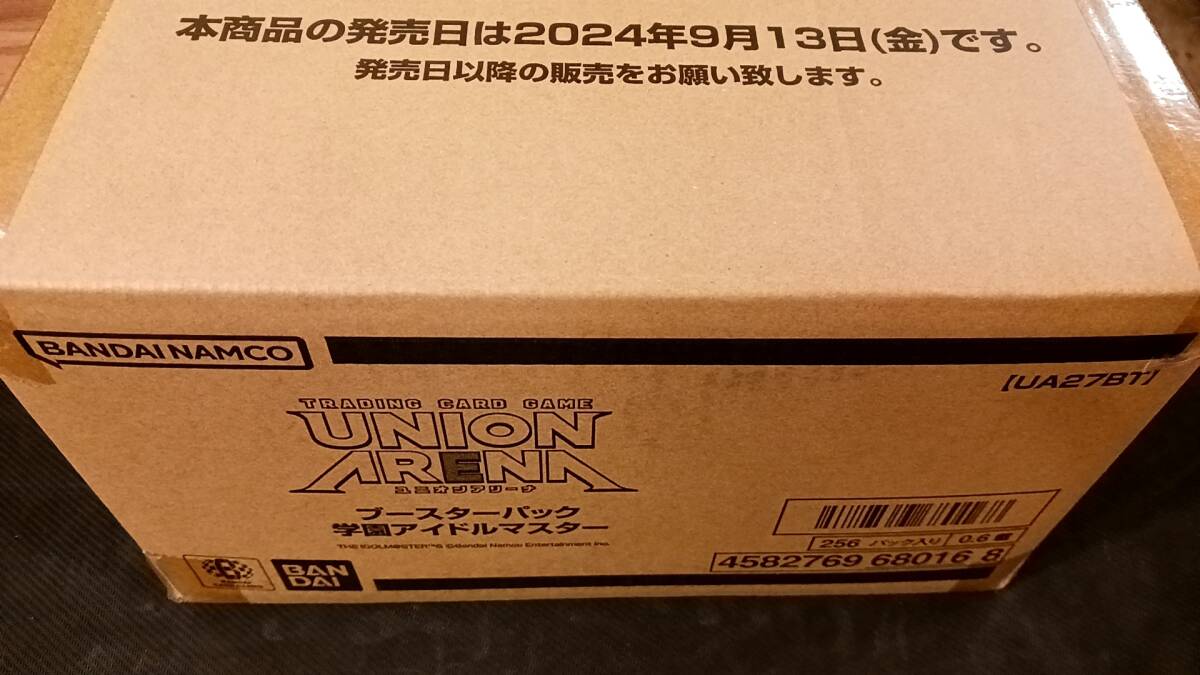 本商品の発売日は2024年9月13日(金)です。
発売日以降の販売をお願い致します。
BANDAI NAMCO
【UA27BT】
TRADING CARD GAME
UNION
ARENA
ユニオンアリーナ
ブースターパック
学園アイドルマスター
THE IDOLM@STER™& ©Bandai Namco Entertainment Inc.
256 パック入り 0.6
4582769 68016 8
BAN
DAI